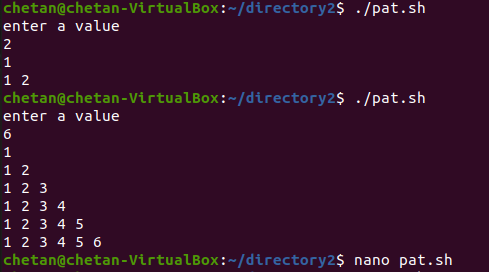 chetan@chetan-VirtualBox:~/directory2$ ./pat.sh
enter a value
2
1
1 2
chetan@chetan-VirtualBox:~/directory2$ ./pat.sh
enter a value
6
1
1 2
1 2 3
1 2 3 4
1 2 3 4 5
1 2 3 4 5 6
chetan@chetan-VirtualBox:~/directory2$ nano pat.sh